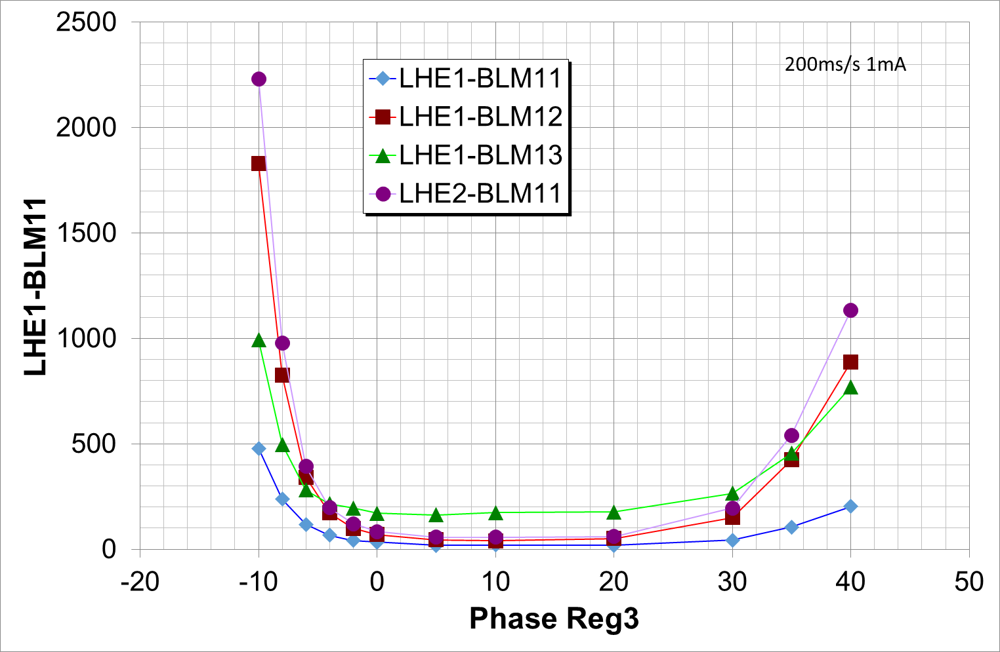 2500
2000
1500
1000
500
0
LHE1-BLM11
200ms/s 1mA
LHE1-BLM11
LHE1-BLM12
LHE1-BLM13
LHE2-BLM11
-20 -10 0 10 20 30 40 50
Phase Reg3